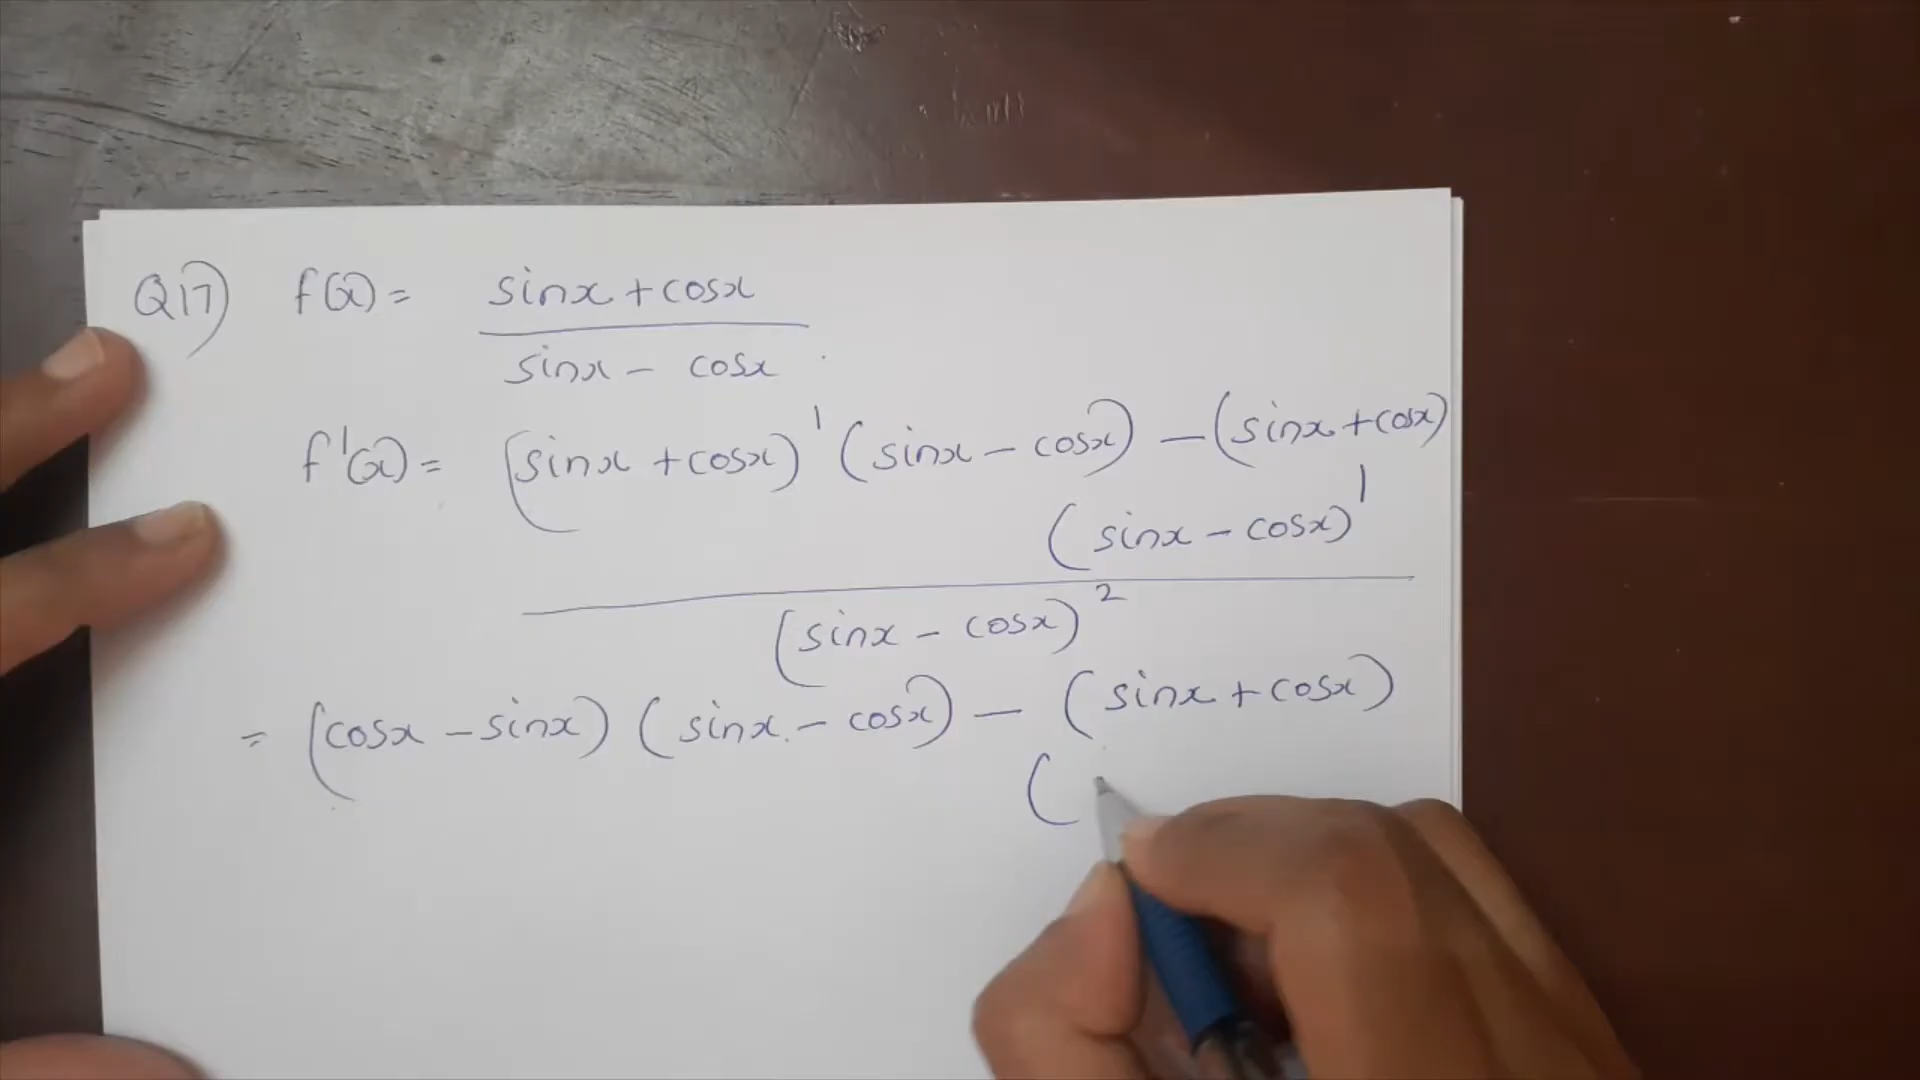 Q17) f(x) = sinx + cosx
sinx - cosx
f'(x) = (sinx + cosx)' (sinx - cosx) - (sinx + cosx)
(sinx - cosx)'
(sinx - cosx)²
= (cosx - sinx) (sinx - cosx) - (sinx + cosx)
(